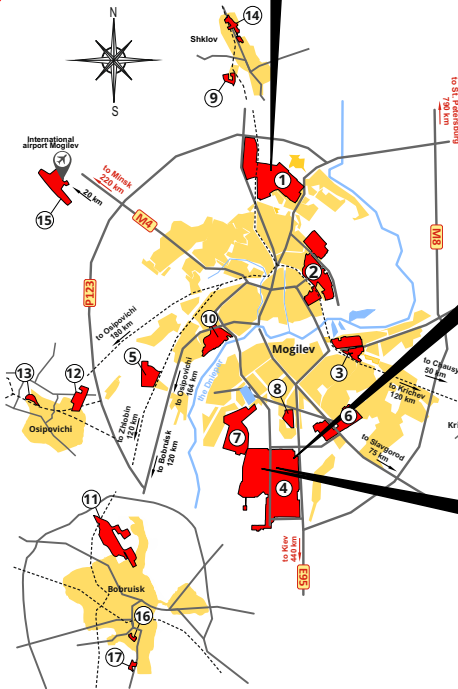 N
S
14
Shklov
9
International
airport Mogilev
to Minsk
220 km
20 km
15
to St. Petersburg
790 km
1
M4
M8
P123
2
to Osipovichi
180 km
10
Mogilev
3
to Chausy
50 km
to Krichev
120 km
5
to Osipovichi
164 km
the Dnieper
13
12
8
6
Osipovichi
to Zhlobin
120 km
to Bobruisk
120 km
7
to Slavgorod
75 km
Kri
4
11
to Kiev
440 km
E95
Bobruisk
16
17